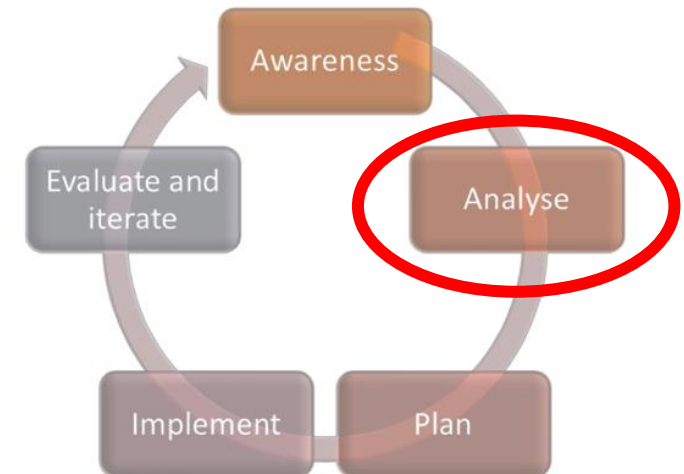 Awareness
Analyse
Plan
Implement
Evaluate and
iterate